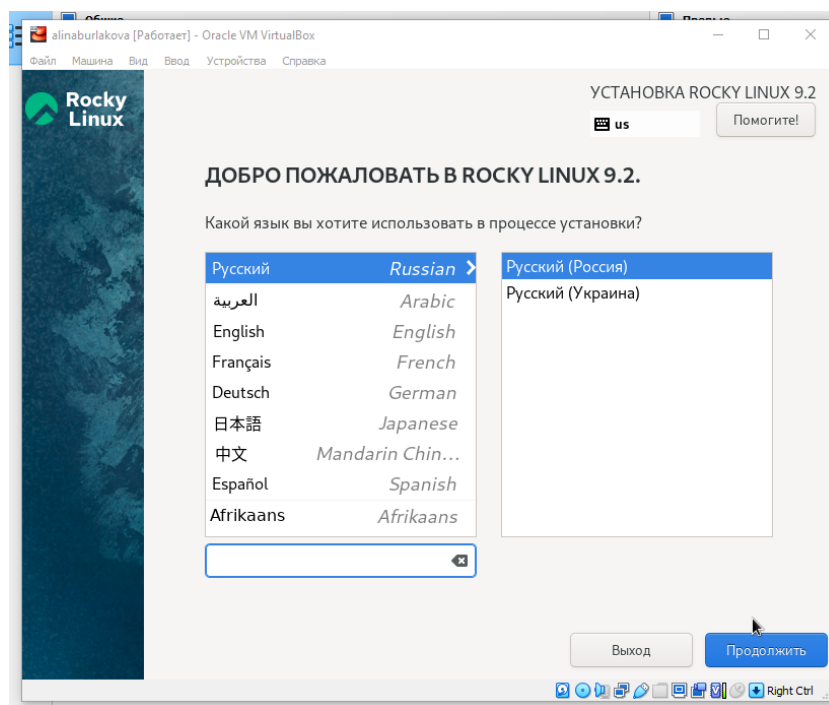 alinaburlakova [Работает] - Oracle VM VirtualBox
Файл Машина Вид Ввод Устройства Справка
Rocky
Linux
УСТАНОВКА ROCKY LINUX 9.2
us
Помогите!
ДОБРО ПОЖАЛОВАТЬ В ROCKY LINUX 9.2.
Какой язык вы хотите использовать в процессе установки?
Русский Russian
Русский (Россия)
العربية Arabic
Русский (Украина)
English English
Français French
Deutsch German
日本語 Japanese
中文 Mandarin Chin...
Español Spanish
Afrikaans Afrikaans
Выход
Продолжить
Right Ctrl